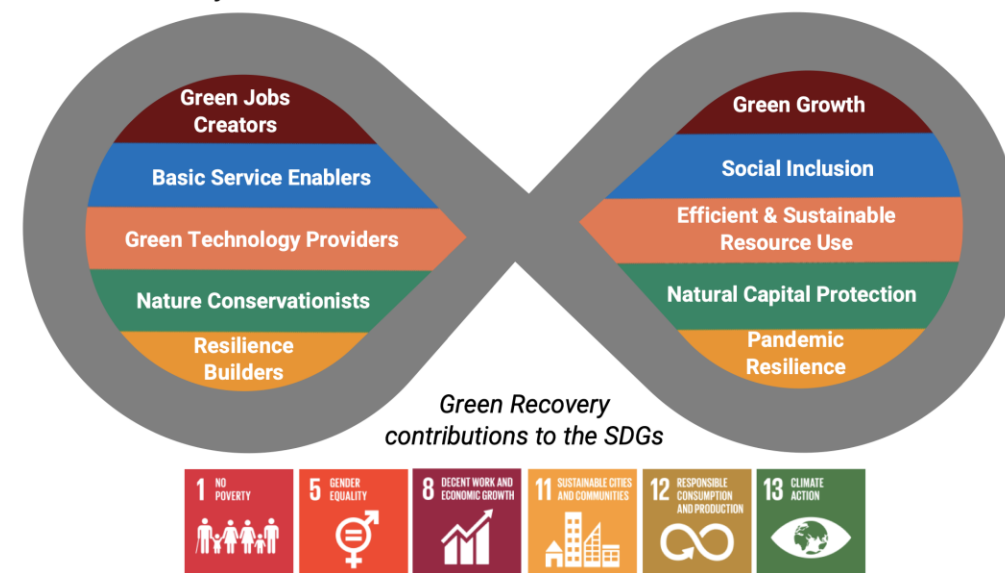 Green Jobs
Creators
Basic Service Enablers
Green Technology Providers
Nature Conservationists
Resilience
Builders
Green Growth
Social Inclusion
Efficient & Sustainable
Resource Use
Natural Capital Protection
Pandemic
Resilience
Green Recovery
contributions to the SDGs
1 NO
POVERTY
5 GENDER
EQUALITY
8 DECENT WORK AND
ECONOMIC GROWTH
11 SUSTAINABLE CITIES
AND COMMUNITIES
12 RESPONSIBLE
CONSUMPTION
AND PRODUCTION
13 CLIMATE
ACTION